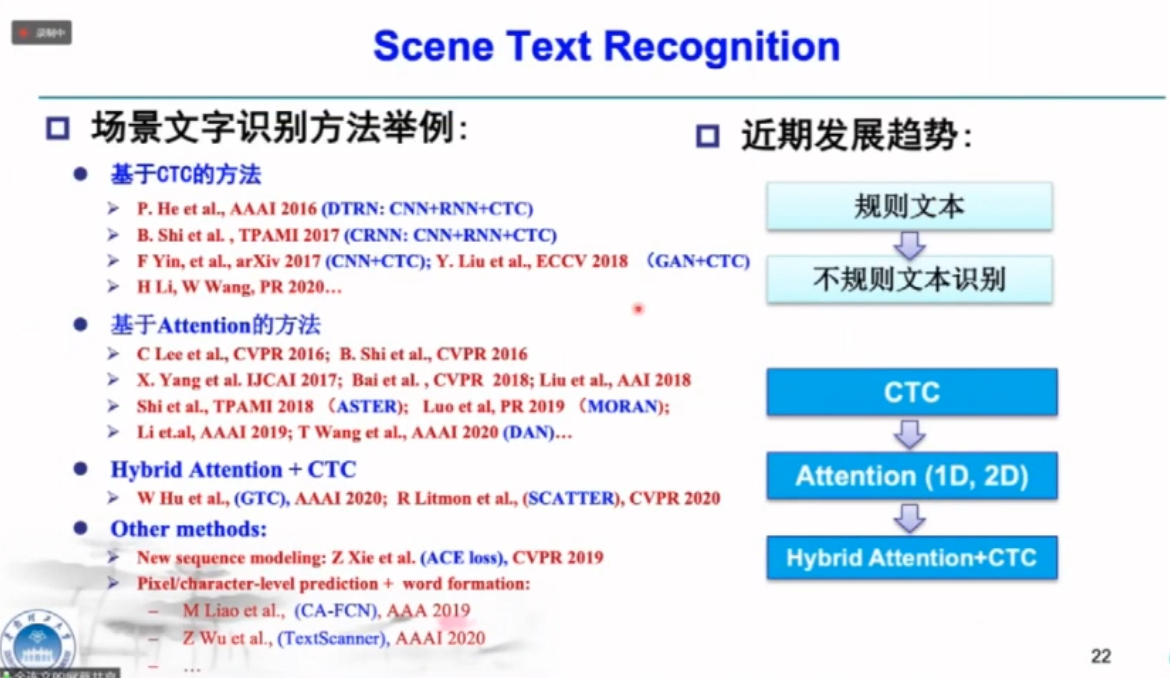 录制中
Scene Text Recognition
场景文字识别方法举例:
基于CTC的方法
P. He et al., AAAI 2016 (DTRN: CNN+RNN+CTC)
B. Shi et al. , TPAMI 2017 (CRNN: CNN+RNN+CTC)
F Yin, et al., arXiv 2017 (CNN+CTC); Y. Liu et al., ECCV 2018 （GAN+CTC)
H Li, W Wang, PR 2020…
基于Attention的方法
C Lee et al., CVPR 2016; B. Shi et al., CVPR 2016
X. Yang et al. IJCAI 2017; Bai et al. , CVPR 2018; Liu et al., AAI 2018
Shi et al., TPAMI 2018 （ASTER); Luo et al, PR 2019 （MORAN);
Li et.al, AAAI 2019; T Wang et al., AAAI 2020 (DAN)…
Hybrid Attention + CTC
W Hu et al., (GTC), AAAI 2020; R Litmon et al., (SCATTER), CVPR 2020
Other methods:
New sequence modeling: Z Xie et al. (ACE loss), CVPR 2019
Pixel/character-level prediction + word formation:
– M Liao et al., (CA-FCN), AAA 2019
– Z Wu et al., (TextScanner), AAAI 2020
– …
近期发展趋势:
规则文本
不规则文本识别
CTC
Attention (1D, 2D)
Hybrid Attention+CTC
22